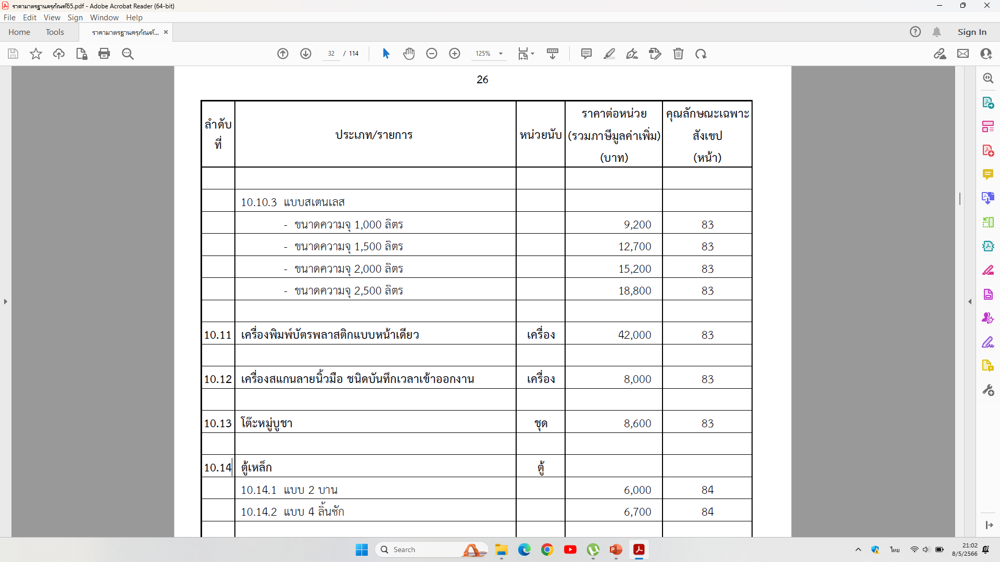 ราคามาตรฐานครุภัณฑ์65.pdf - Adobe Acrobat Reader (64-bit)
File Edit View Sign Window Help
Home Tools ราคามาตรฐานครุภัณฑ์... × Sign In
32 / 114 125%
26
ลำดับที่ ประเภท/รายการ หน่วยนับ ราคาต่อหน่วย (รวมภาษีมูลค่าเพิ่ม) (บาท) คุณลักษณะเฉพาะ สังเขป (หน้า)
10.10.3 แบบสเตนเลส
- ขนาดความจุ 1,000 ลิตร 9,200 83
- ขนาดความจุ 1,500 ลิตร 12,700 83
- ขนาดความจุ 2,000 ลิตร 15,200 83
- ขนาดความจุ 2,500 ลิตร 18,800 83
10.11 เครื่องพิมพ์บัตรพลาสติกแบบหน้าเดียว เครื่อง 42,000 83
10.12 เครื่องสแกนลายนิ้วมือ ชนิดบันทึกเวลาเข้าออกงาน เครื่อง 8,000 83
10.13 โต๊ะหมู่บูชา ชุด 8,600 83
10.14 ตู้เหล็ก ตู้
10.14.1 แบบ 2 บาน 6,000 84
10.14.2 แบบ 4 ลิ้นชัก 6,700 84
Search ไทย 21:02
8/5/2566